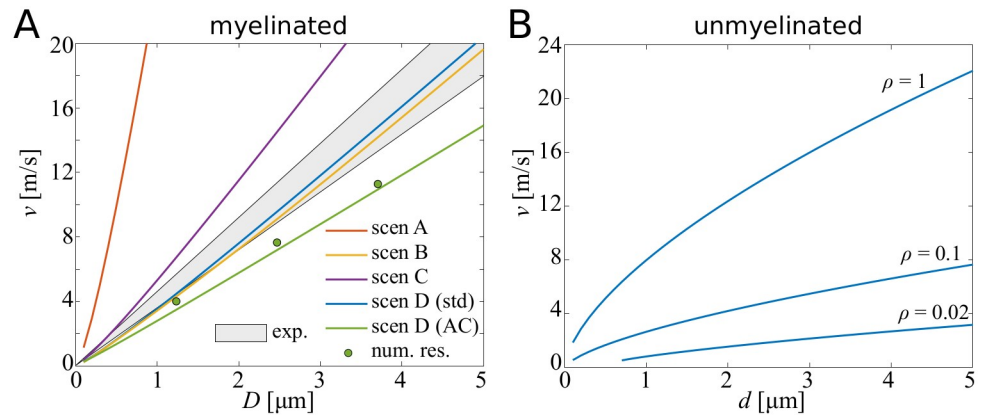 A
myelinated
20
16
12
8
4
0
v [m/s]
0
1
2
3
4
5
D [μm]
scen A
scen B
scen C
scen D (std)
scen D (AC)
num. res.
exp.
B
unmyelinated
24
20
16
12
8
4
0
v [m/s]
0
1
2
3
4
5
d [μm]
ρ = 1
ρ = 0.1
ρ = 0.02